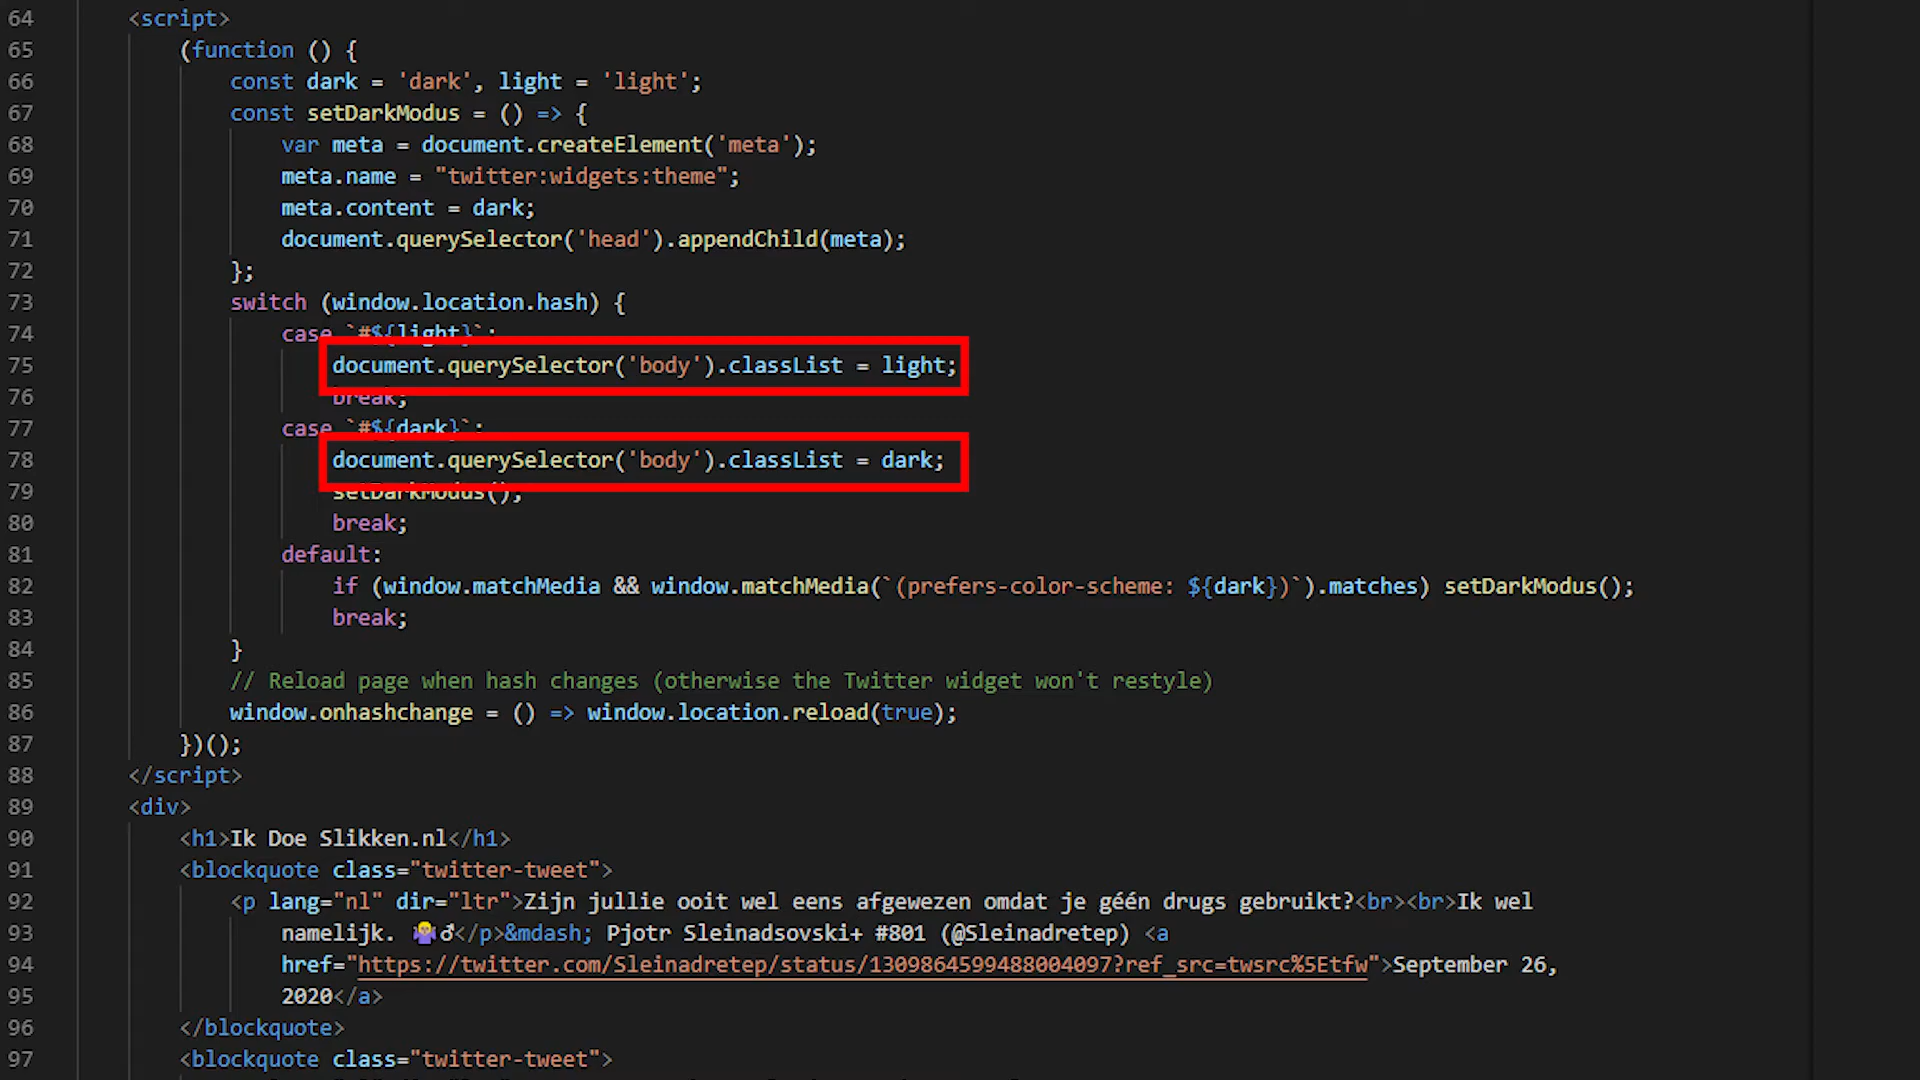 64 <script>
65 (function () {
66 const dark = 'dark', light = 'light';
67 const setDarkModus = () => {
68 var meta = document.createElement('meta');
69 meta.name = "twitter:widgets:theme";
70 meta.content = dark;
71 document.querySelector('head').appendChild(meta);
72 };
73 switch (window.location.hash) {
74 case `#${light}`:
75 document.querySelector('body').classList = light;
76 break;
77 case `#${dark}`:
78 document.querySelector('body').classList = dark;
79 setDarkModus();
80 break;
81 default:
82 if (window.matchMedia && window.matchMedia(`(prefers-color-scheme: ${dark})`).matches) setDarkModus();
83 break;
84 }
85 // Reload page when hash changes (otherwise the Twitter widget won't restyle)
86 window.onhashchange = () => window.location.reload(true);
87 })();
88 </script>
89 <div>
90 <h1>Ik Doe Slikken.nl</h1>
91 <blockquote class="twitter-tweet">
92 <p lang="nl" dir="ltr">Zijn jullie ooit wel eens afgewezen omdat je géén drugs gebruikt?<br><br>Ik wel
93 namelijk. 🤷♂</p>&mdash; Pjotr Sleinadsovski+ #801 (@Sleinadretep) <a
94 href="https://twitter.com/Sleinadretep/status/1309864599488004097?ref_src=twsrc%5Etfw">September 26,
95 2020</a>
96 </blockquote>
97 <blockquote class="twitter-tweet">